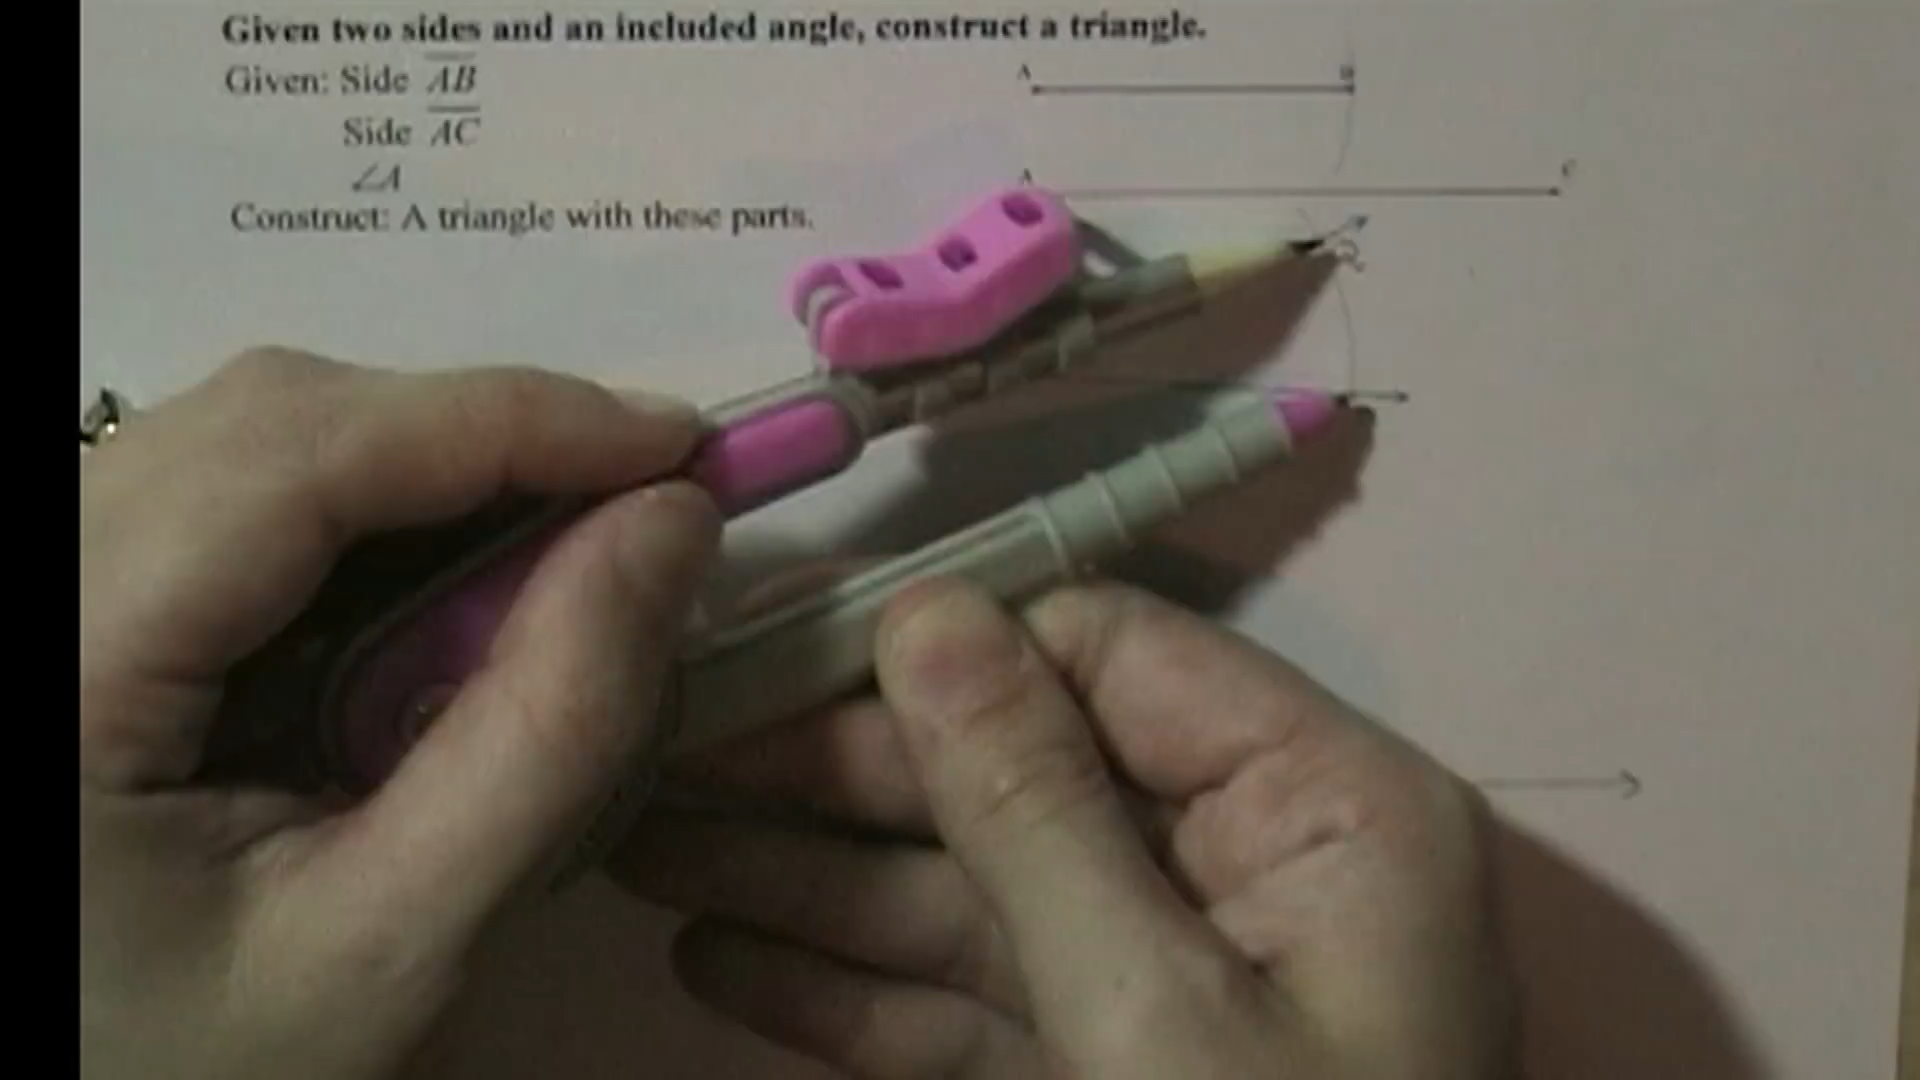 Given two sides and an included angle, construct a triangle.
Given: Side AB
A B
Side AC
A C
∠A
Construct: A triangle with these parts.